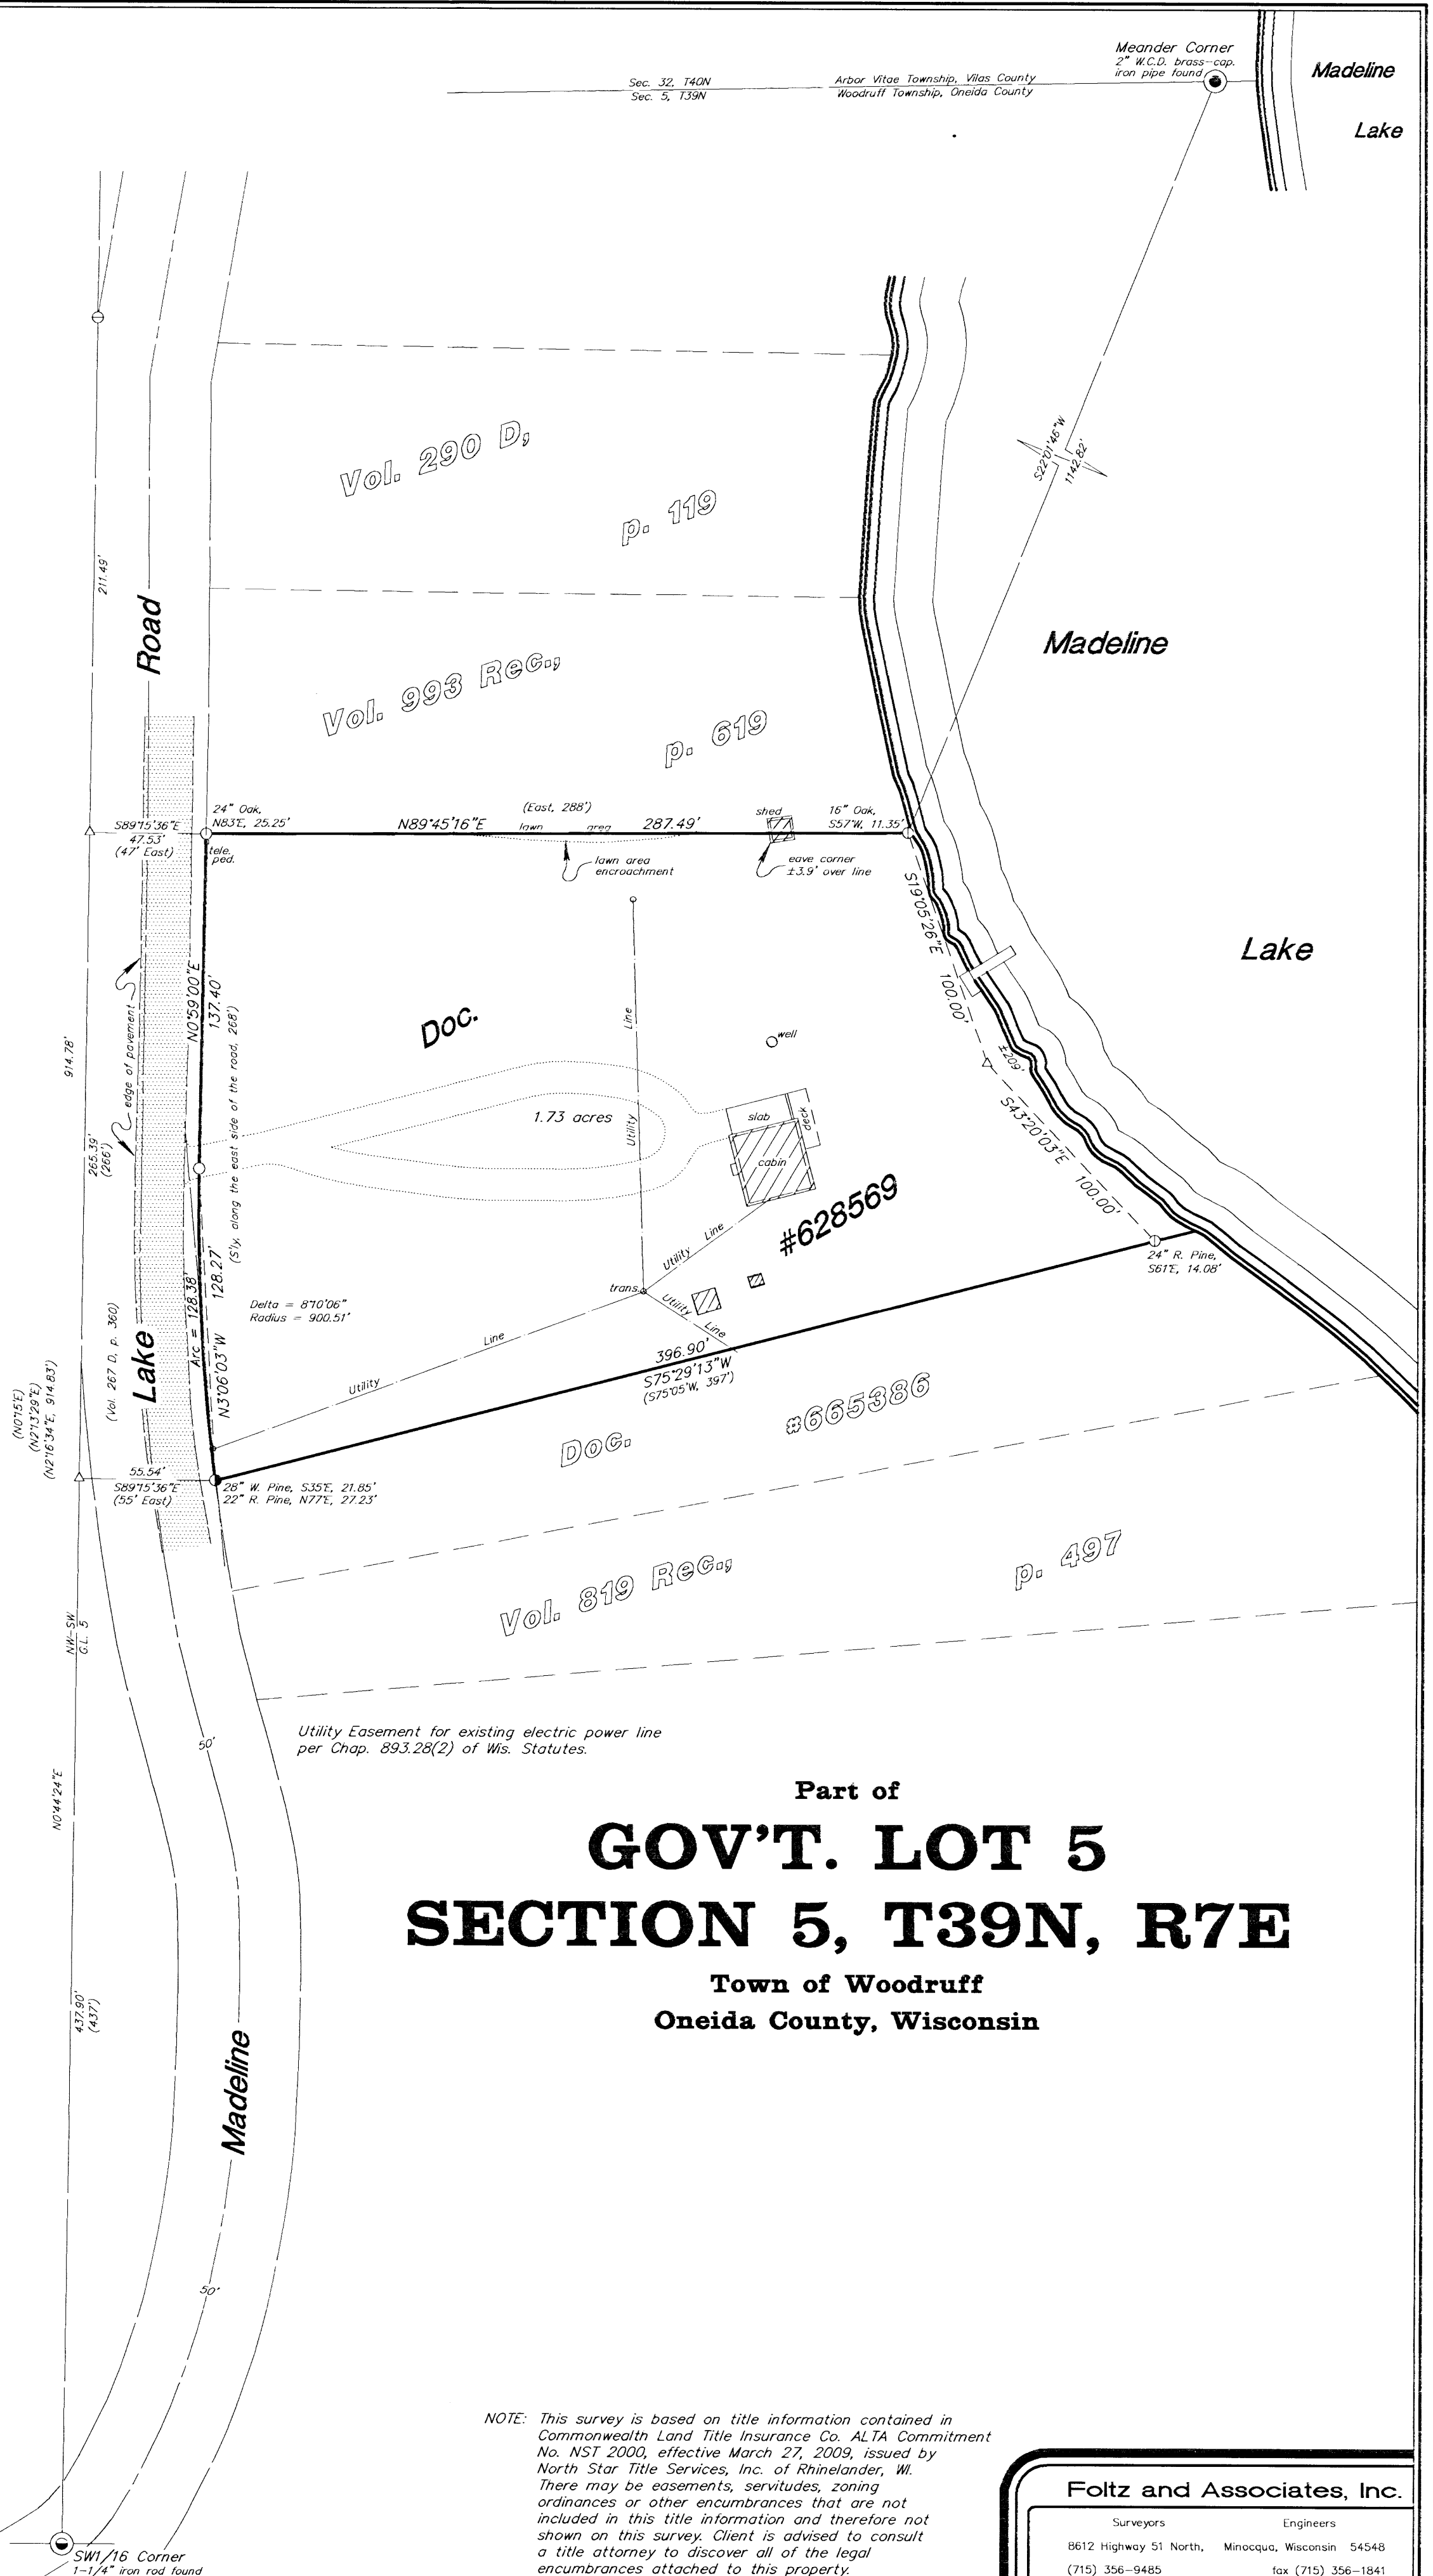 Meander Corner
2" W.C.D. brass-cap.
iron pipe found
Madeline
Lake
Sec. 32, T40N
Sec. 5, T39N
Arbor Vitae Township, Vilas County
Woodruff Township, Oneida County
Vol. 290 D,
p. 119
S22°01'46"W
1142.82'
211.49'
Road
Madeline
Vol. 993 Rec.,
p. 619
24" Oak,
N83°E, 25.25'
(East, 288')
N89°45'16"E
lawn area
287.49'
shed
16" Oak,
S57°W, 11.35'
S89°15'36"E
47.53'
(47' East)
tele.
ped.
lawn area
encroachment
eave corner
±3.9' over line
S19°05'26"E
100.00'
Lake
N0°59'00"E
137.40'
(S'ly, along the east side of the road, 268')
edge of pavement
914.78'
265.39'
(266')
Doc.
Line
Utility
well
±209'
S43°20'03"E
100.00'
1.73 acres
slab
deck
cabin
#628569
24" R. Pine,
S61°E, 14.08'
Utility Line
trans.
Utility Line
Arc = 128.38'
128.27'
N3°06'03"W
Delta = 8°10'06"
Radius = 900.51'
Utility Line
396.90'
S75°29'13"W
(S75°05'W, 397')
(Vol. 267 D, p. 360)
Lake
(N0°15'E)
(N2°13'29"E)
(N2°16'34"E, 914.83')
Doc. #665386
55.54'
S89°15'36"E
(55' East)
28" W. Pine, S35°E, 21.85'
22" R. Pine, N77°E, 27.23'
Vol. 819 Rec.,
p. 497
NW-SW
G.L. 5
50'
Utility Easement for existing electric power line
per Chap. 893.28(2) of Wis. Statutes.
N0°44'24"E
Part of
GOV'T. LOT 5
SECTION 5, T39N, R7E
Town of Woodruff
Oneida County, Wisconsin
437.90'
(437')
Madeline
50'
NOTE: This survey is based on title information contained in
Commonwealth Land Title Insurance Co. ALTA Commitment
No. NST 2000, effective March 27, 2009, issued by
North Star Title Services, Inc. of Rhinelander, WI.
There may be easements, servitudes, zoning
ordinances or other encumbrances that are not
included in this title information and therefore not
shown on this survey. Client is advised to consult
a title attorney to discover all of the legal
encumbrances attached to this property.
SW1/16 Corner
1-1/4" iron rod found
Foltz and Associates, Inc.
Surveyors Engineers
8612 Highway 51 North, Minocqua, Wisconsin 54548
(715) 356-9485 fax (715) 356-1841